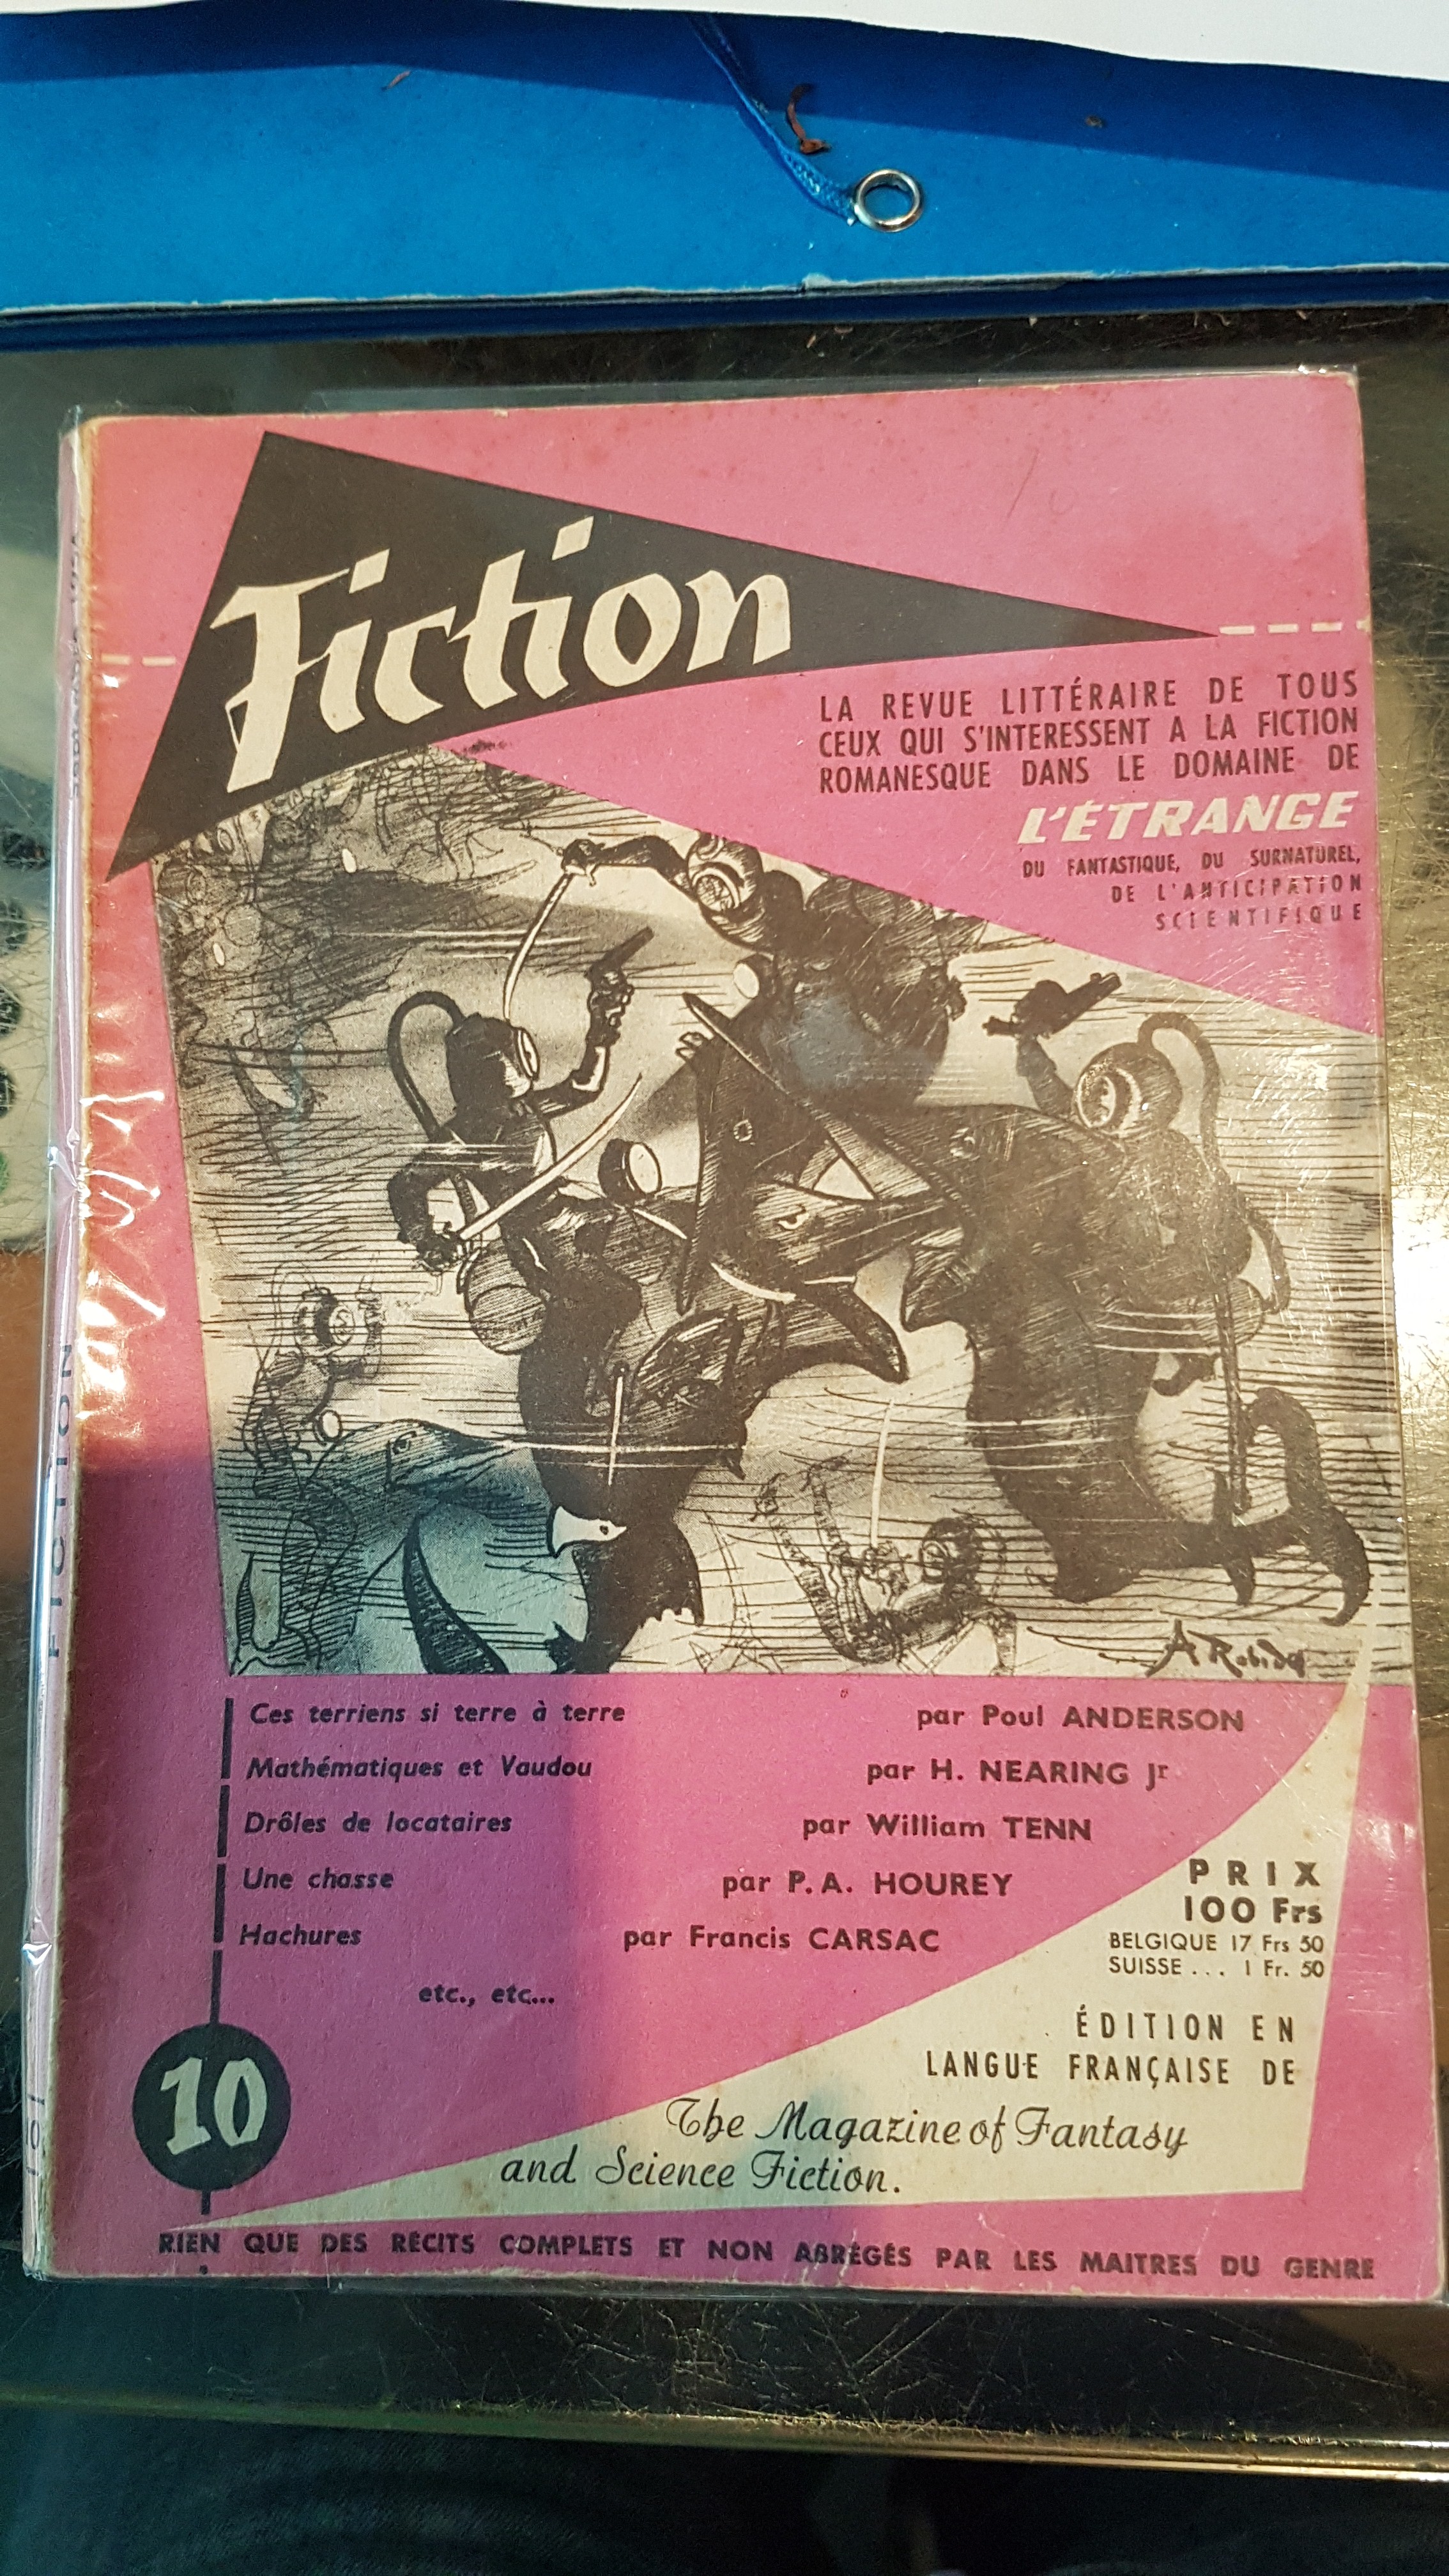 Fiction
LA REVUE LITTÉRAIRE DE TOUS
CEUX QUI S'INTERESSENT A LA FICTION
ROMANESQUE DANS LE DOMAINE DE
L'ÉTRANGE
DU FANTASTIQUE, DU SURNATUREL,
DE L'ANTICIPATION
SCIENTIFIQUE
A Robida
Ces terriens si terre à terre par Poul ANDERSON
Mathématiques et Vaudou par H. NEARING Jr
Drôles de locataires par William TENN
Une chasse par P. A. HOUREY
Hachures par Francis CARSAC
etc., etc...
PRIX
100 Frs
BELGIQUE 17 Frs 50
SUISSE ... 1 Fr. 50
ÉDITION EN
LANGUE FRANÇAISE DE
The Magazine of Fantasy
and Science Fiction.
10
RIEN QUE DES RÉCITS COMPLETS ET NON ABRÉGÉS PAR LES MAITRES DU GENRE
FICTION